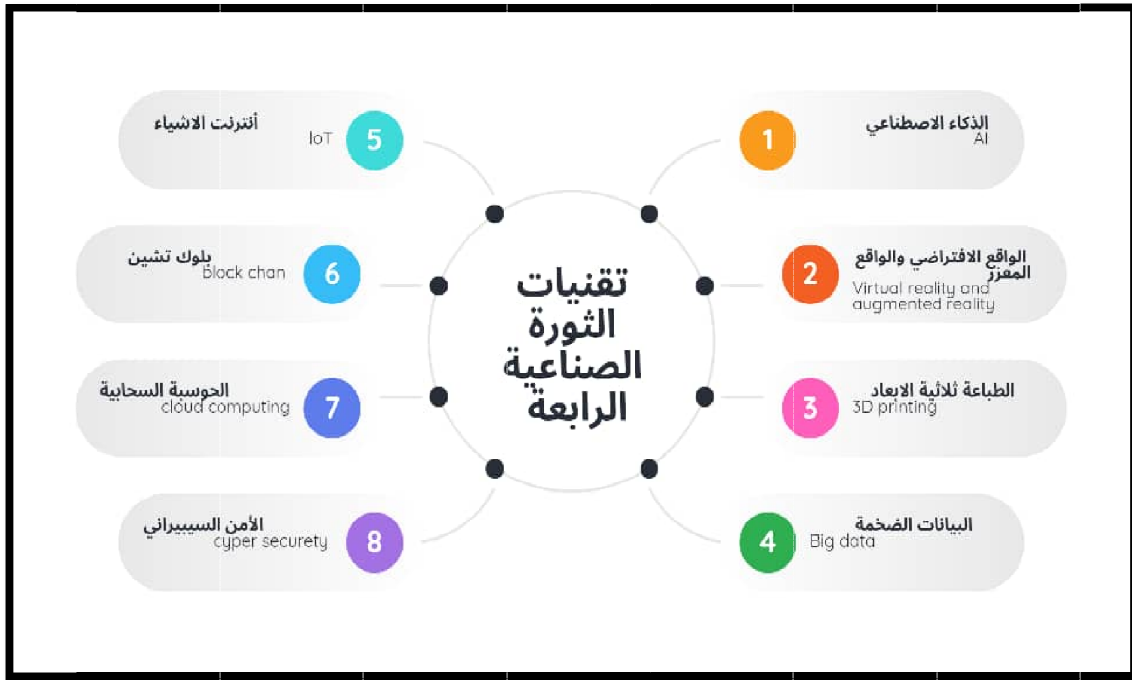 تقنيات
الثورة
الصناعية
الرابعة
1
الذكاء الاصطناعي
AI
2
الواقع الافتراضي والواقع
المعزز
Virtual reality and
augmented reality
3
الطباعة ثلاثية الابعاد
3D printing
4
البيانات الضخمة
Big data
5
أنترنت الاشياء
IoT
6
بلوك تشين
block chan
7
الحوسبة السحابية
cloud computing
8
الأمن السيبيراني
cyper securety